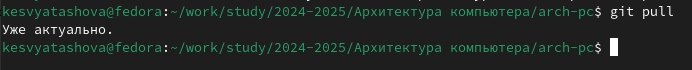 kesvyatashova@fedora:~/work/study/2024-2025/Архитектура компьютера/arch-pc$ git pull
Уже актуально.
kesvyatashova@fedora:~/work/study/2024-2025/Архитектура компьютера/arch-pc$